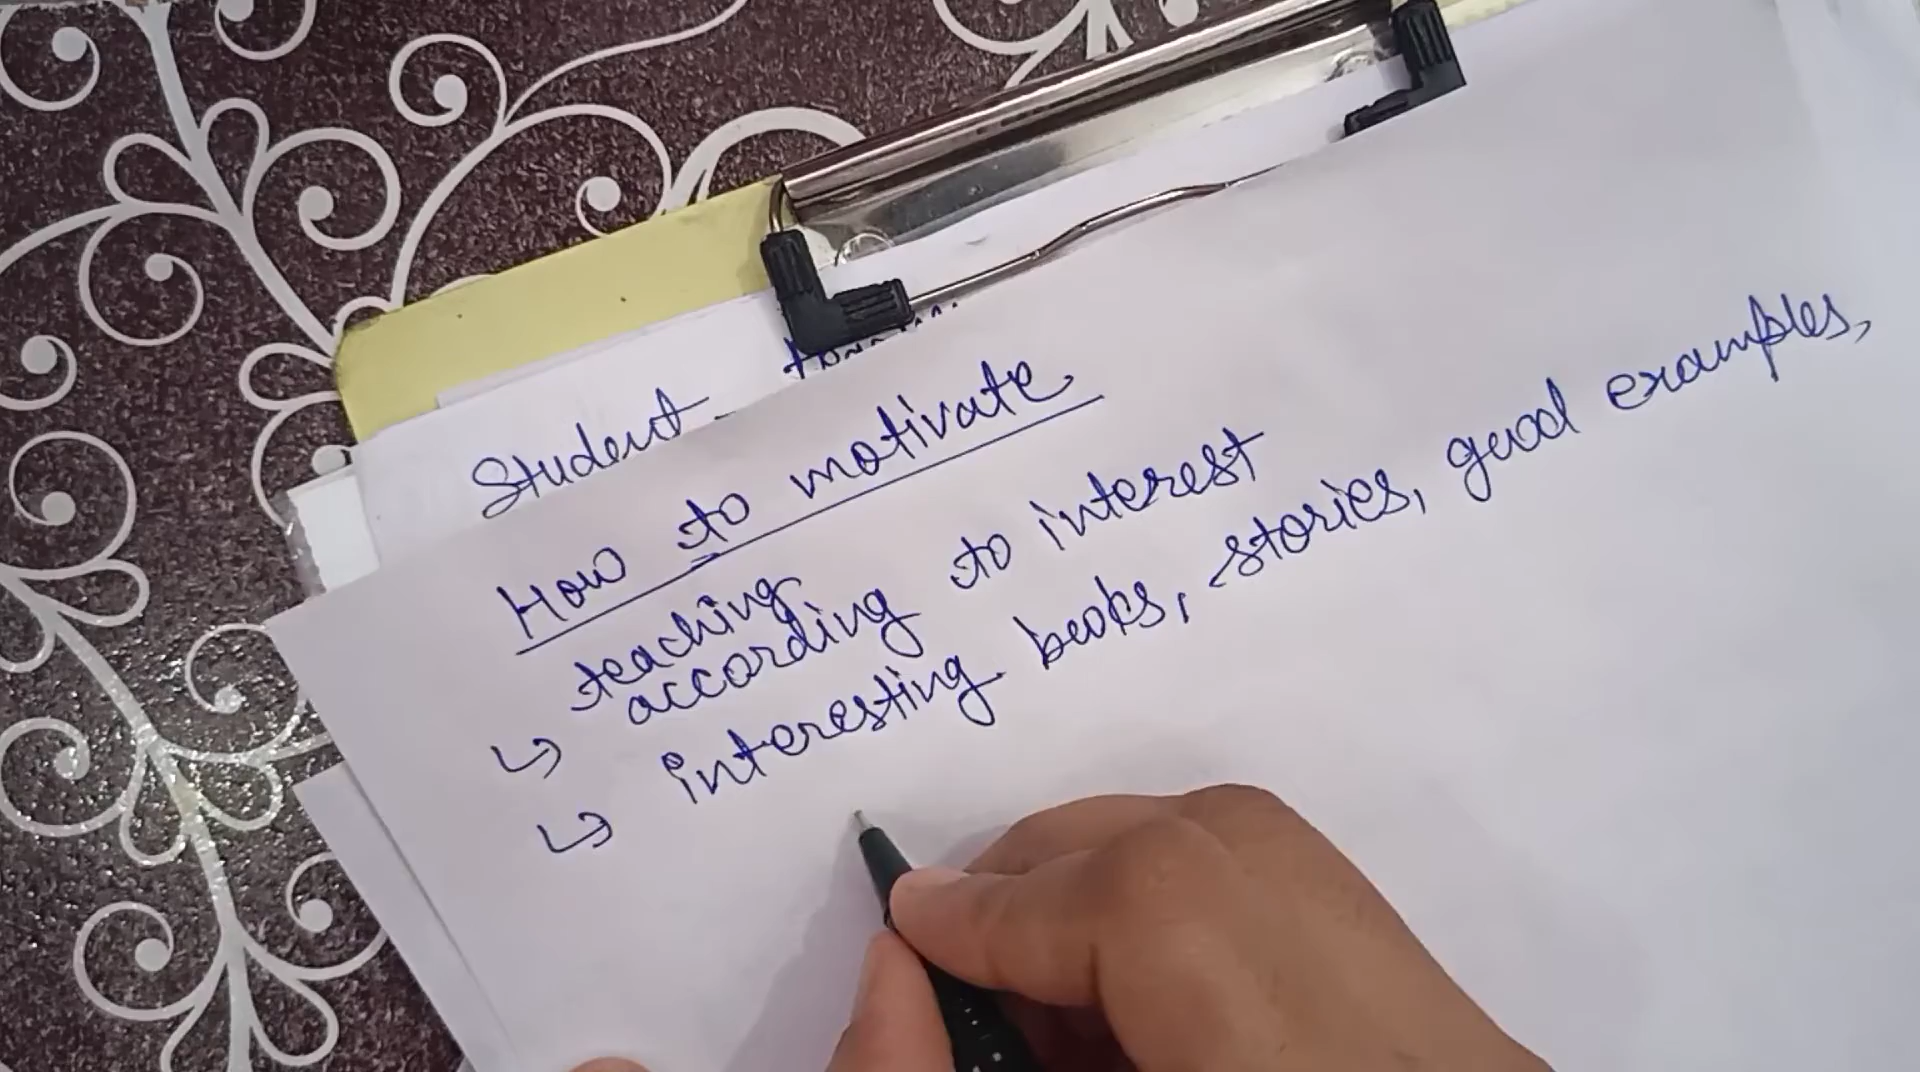 Student -
How to motivate
teaching
↳ according to interest
↳ interesting books, stories, good examples,